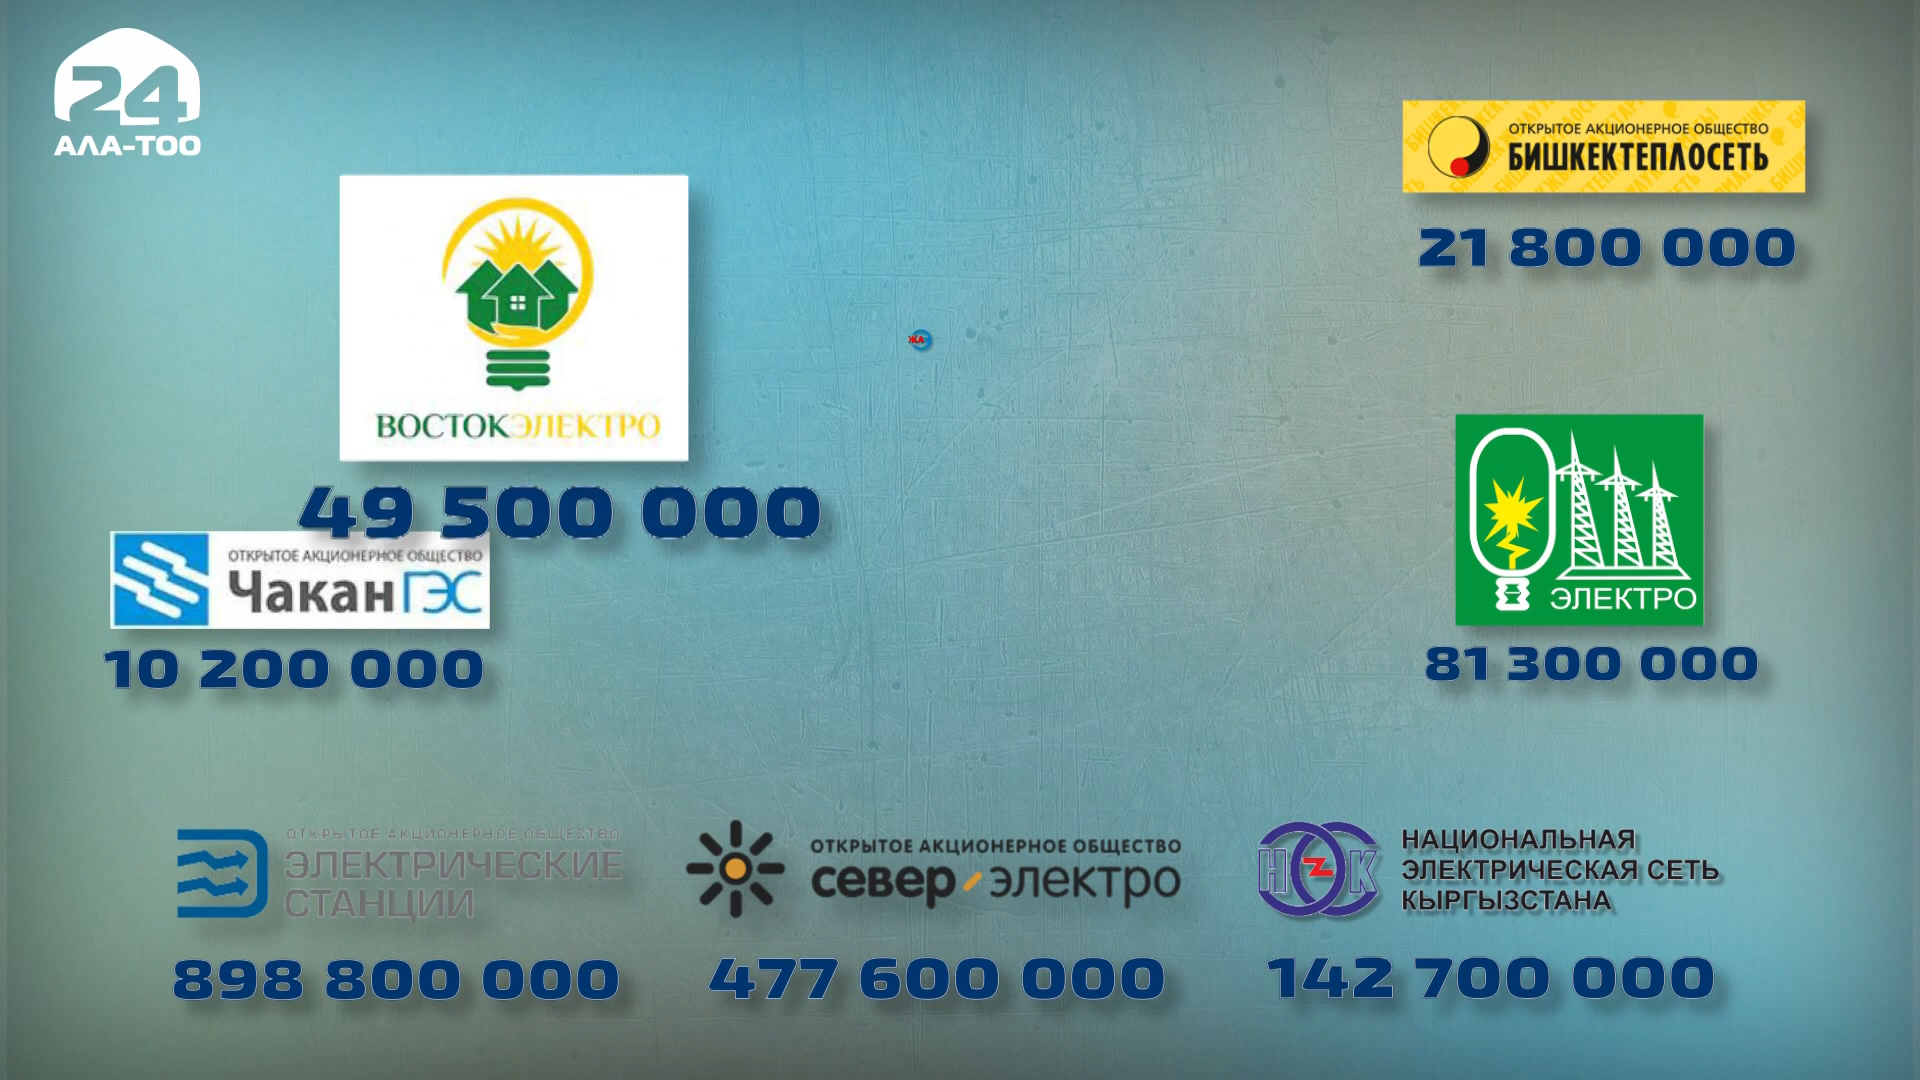 24
АЛА-ТОО
ОТКРЫТОЕ АКЦИОНЕРНОЕ ОБЩЕСТВО
БИШКЕКТЕПЛОСЕТЬ
21 800 000
ВОСТОКЭЛЕКТРО
49 500 000
ОТКРЫТОЕ АКЦИОНЕРНОЕ ОБЩЕСТВО
Чакан ГЭС
10 200 000
ЭЛЕКТРО
81 300 000
ОТКРЫТОЕ АКЦИОНЕРНОЕ ОБЩЕСТВО
ЭЛЕКТРИЧЕСКИЕ
СТАНЦИИ
898 800 000
ОТКРЫТОЕ АКЦИОНЕРНОЕ ОБЩЕСТВО
север электро
477 600 000
НАЦИОНАЛЬНАЯ
ЭЛЕКТРИЧЕСКАЯ СЕТЬ
КЫРГЫЗСТАНА
142 700 000